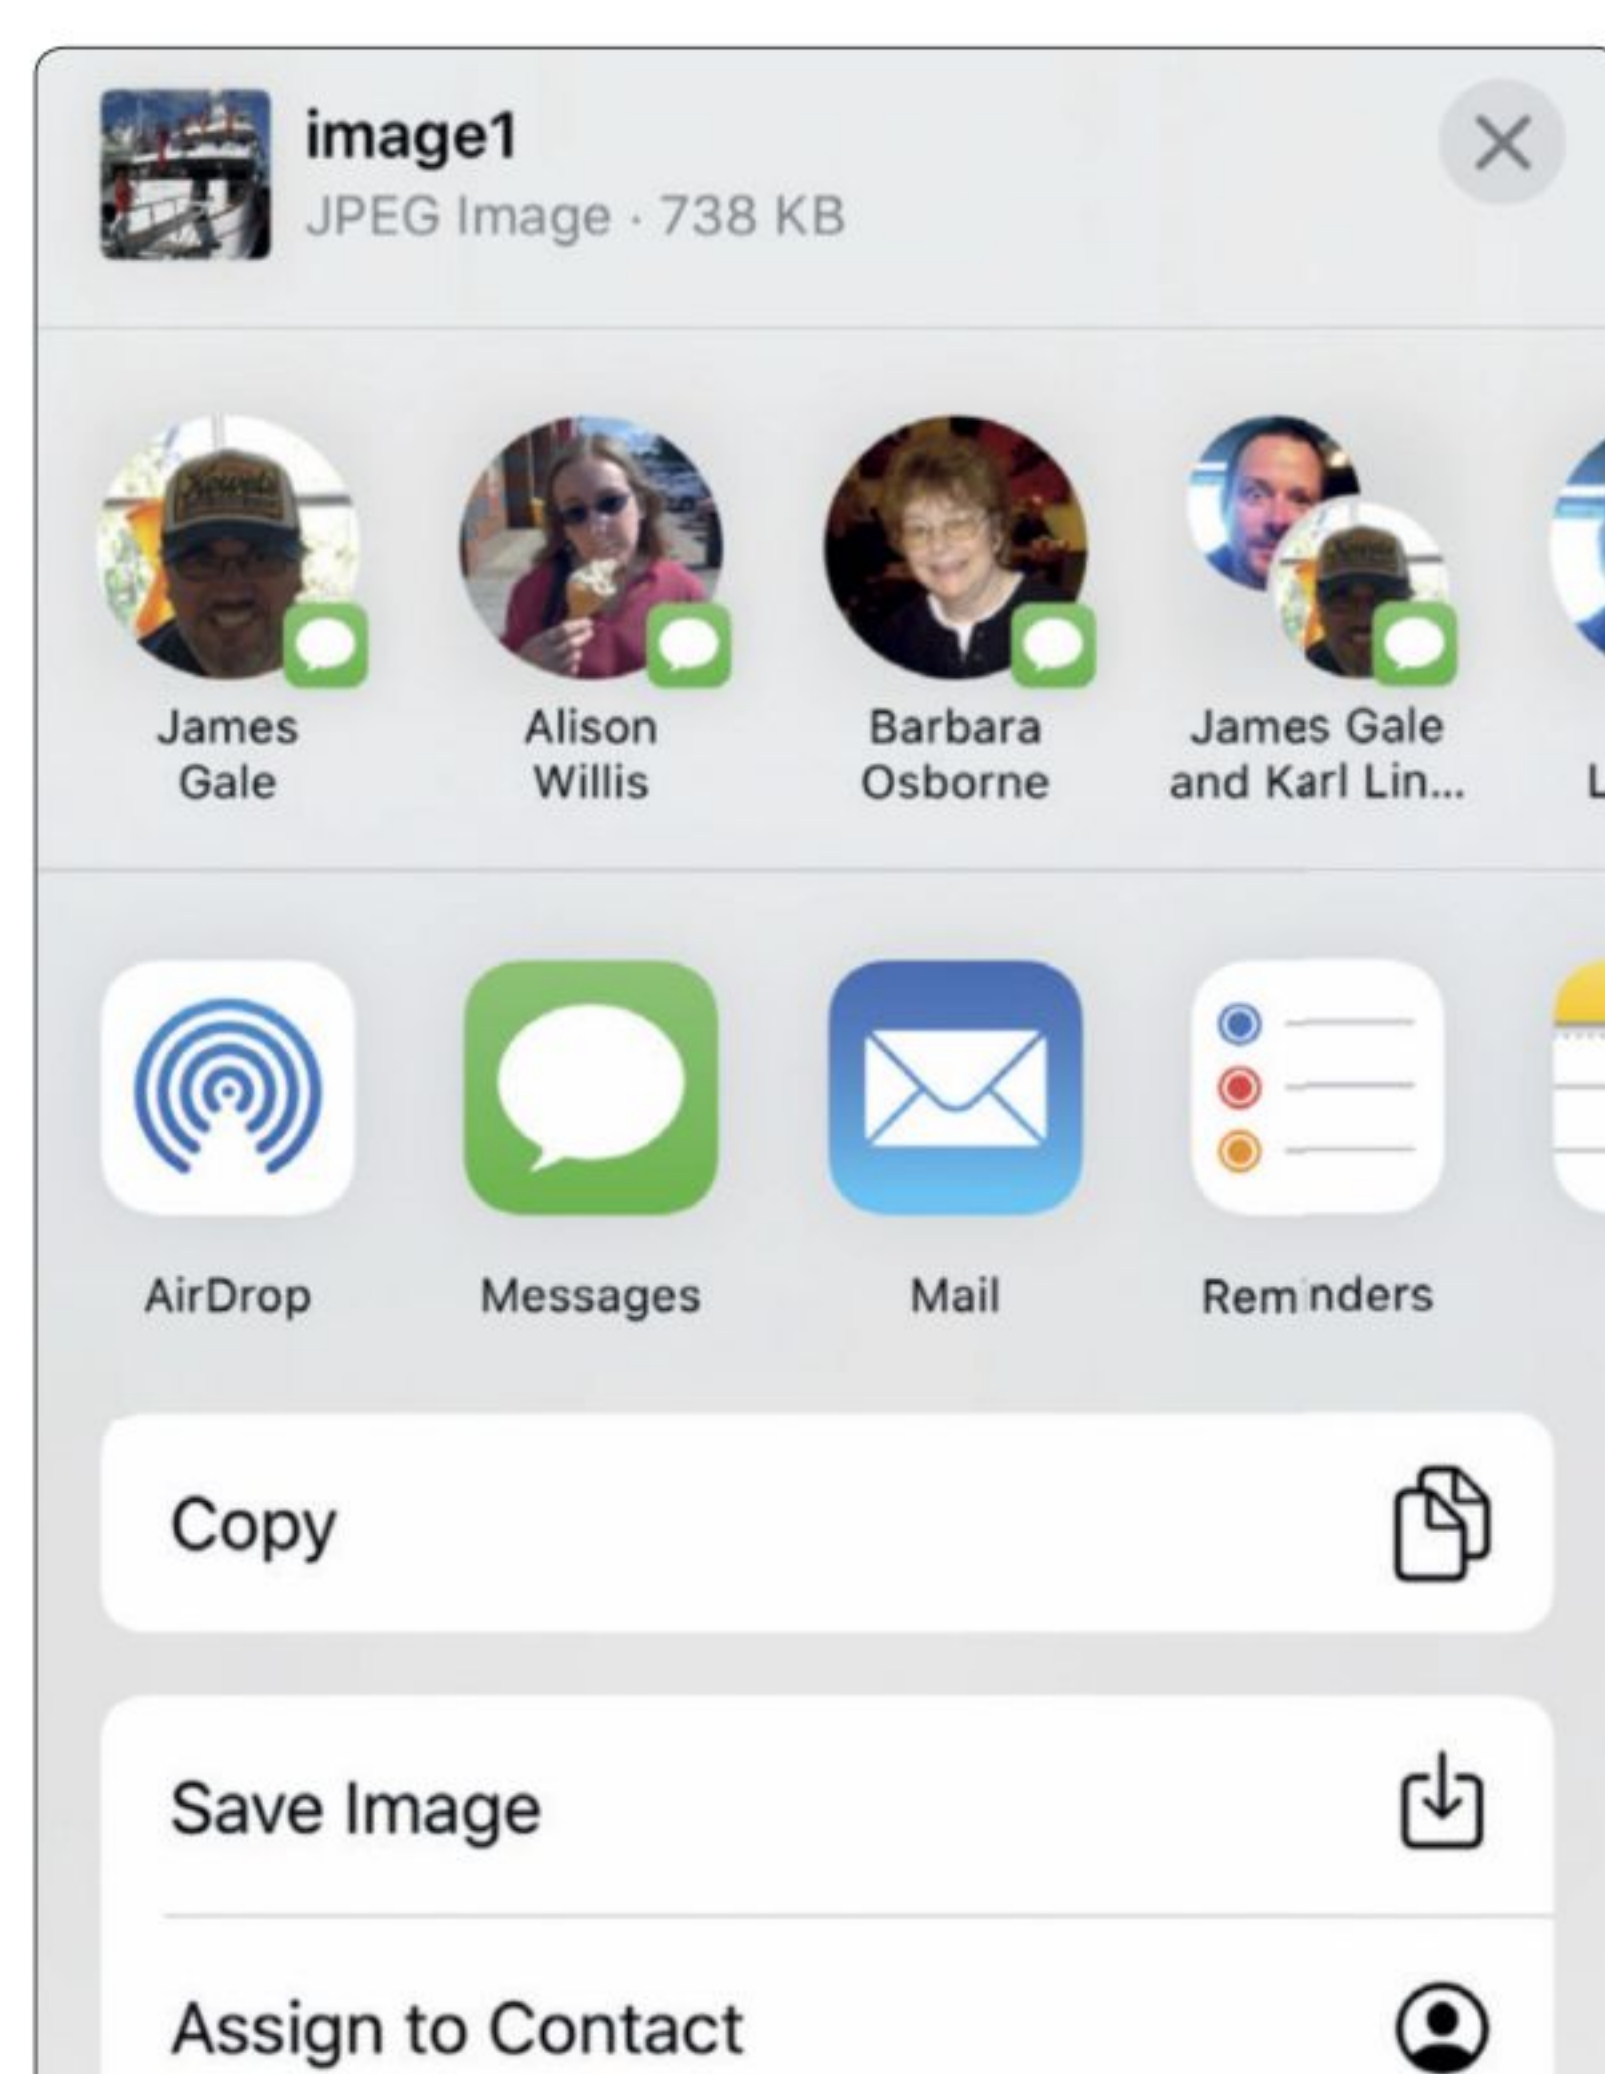 image1
JPEG Image · 738 KB
James
Gale
Alison
Willis
Barbara
Osborne
James Gale
and Karl Lin...
L
AirDrop
Messages
Mail
Reminders
Copy
Save Image
Assign to Contact